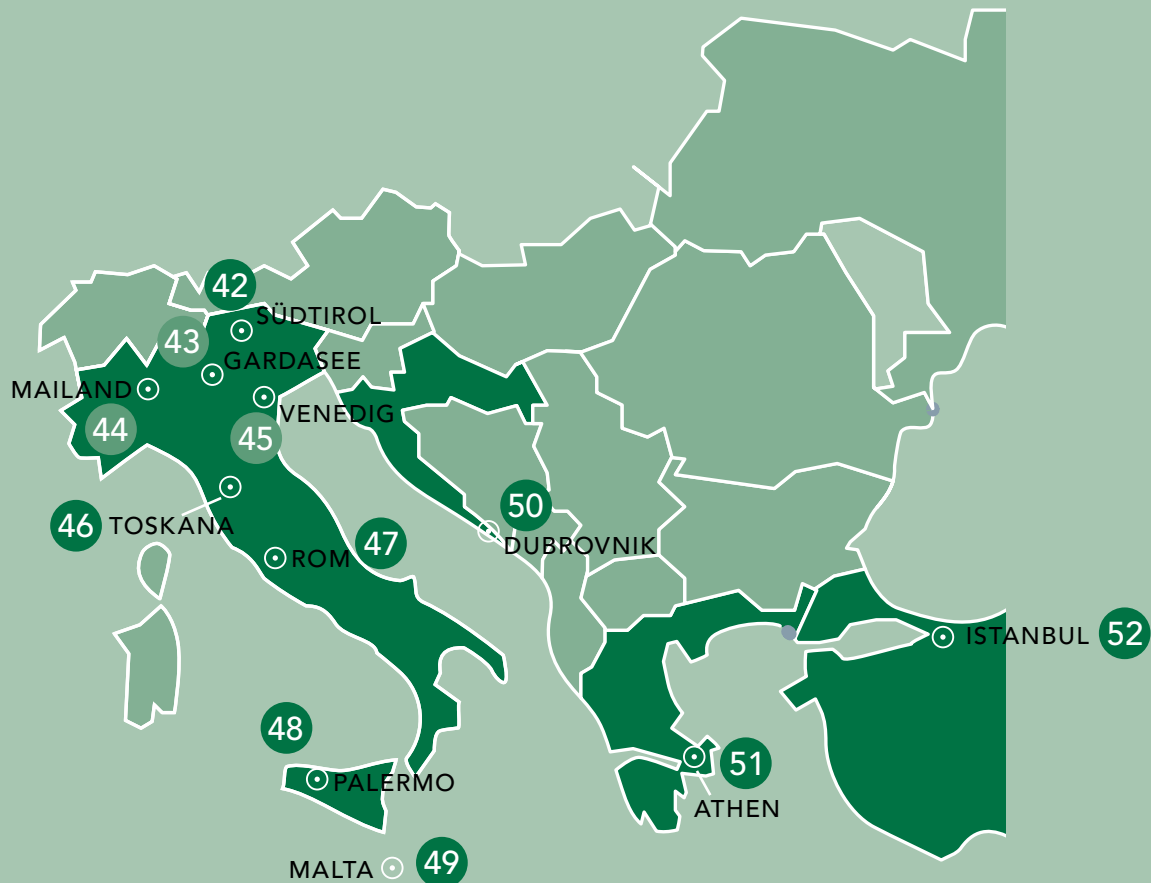 42
SÜDTIROL
43
GARDASEE
MAILAND
VENEDIG
44
45
46 TOSKANA
50
DUBROVNIK
ROM 47
ISTANBUL 52
48
PALERMO
51
ATHEN
MALTA 49